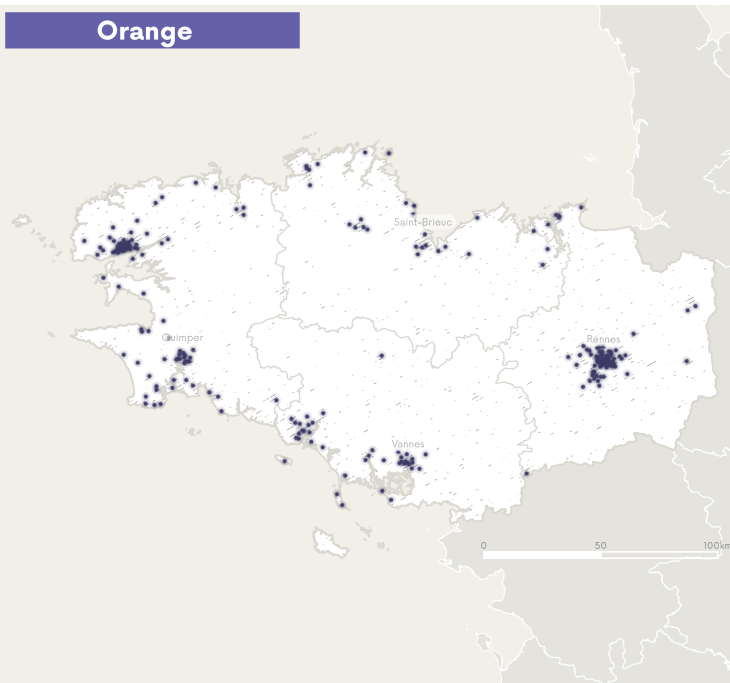 Orange
Saint-Brieuc
Quimper
Rennes
Vannes
0 50 100km